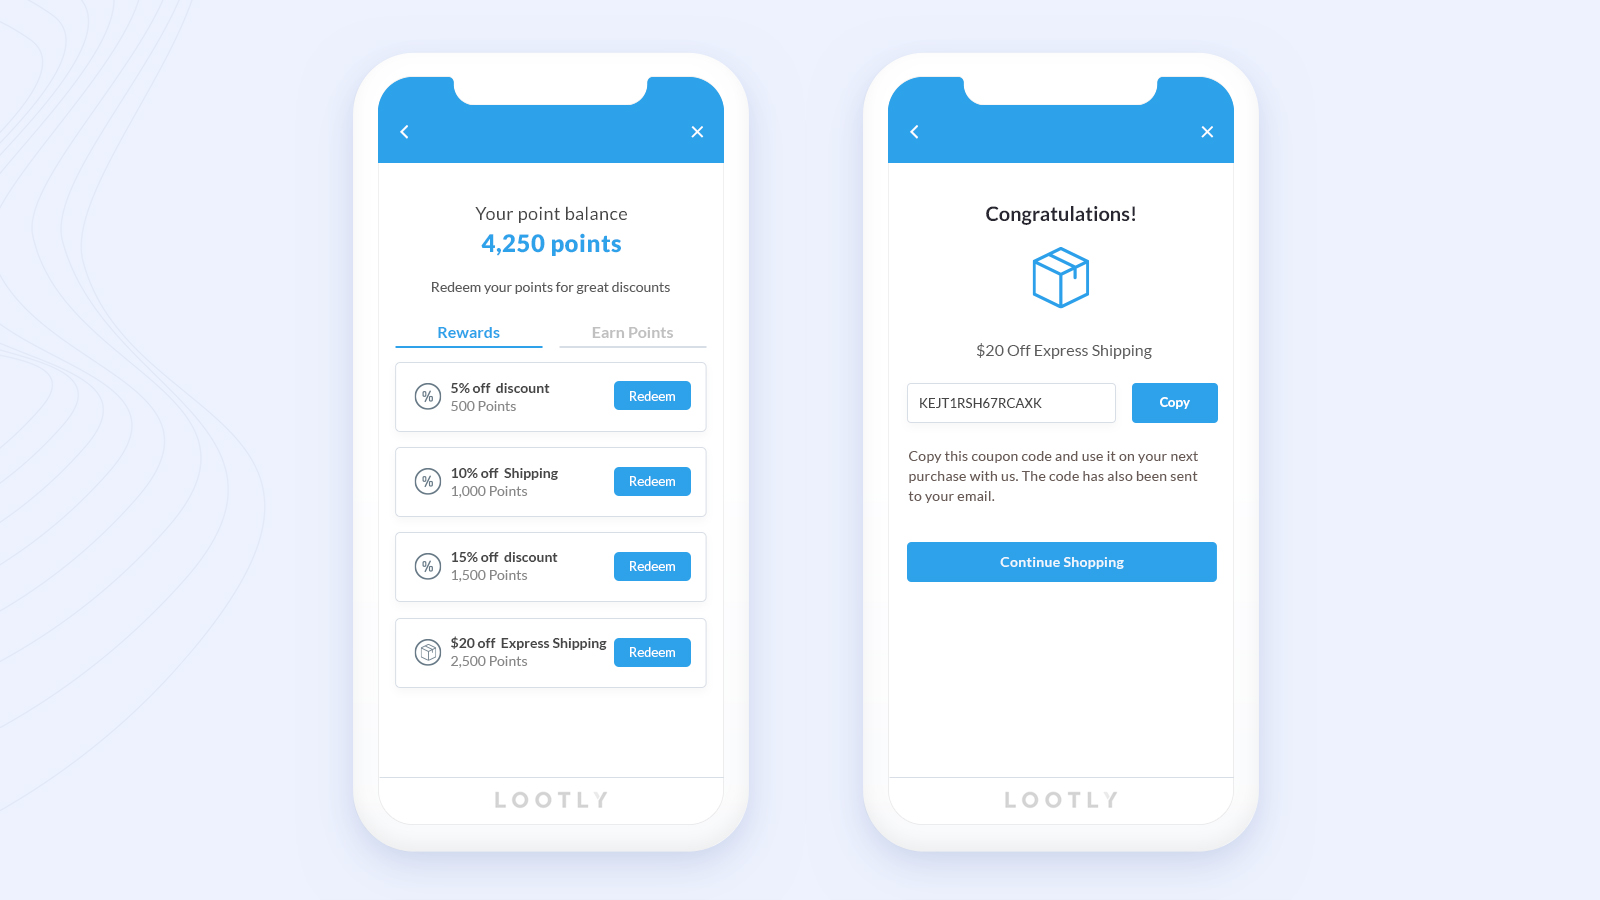 Your point balance
4,250 points
Redeem your points for great discounts
Rewards
Earn Points
%
5% off discount
500 Points
Redeem
%
10% off Shipping
1,000 Points
Redeem
%
15% off discount
1,500 Points
Redeem
$20 off Express Shipping
2,500 Points
Redeem
LOOTLY
Congratulations!
$20 Off Express Shipping
KEJT1RSH67RCAXK
Copy
Copy this coupon code and use it on your next
purchase with us. The code has also been sent
to your email.
Continue Shopping
LOOTLY